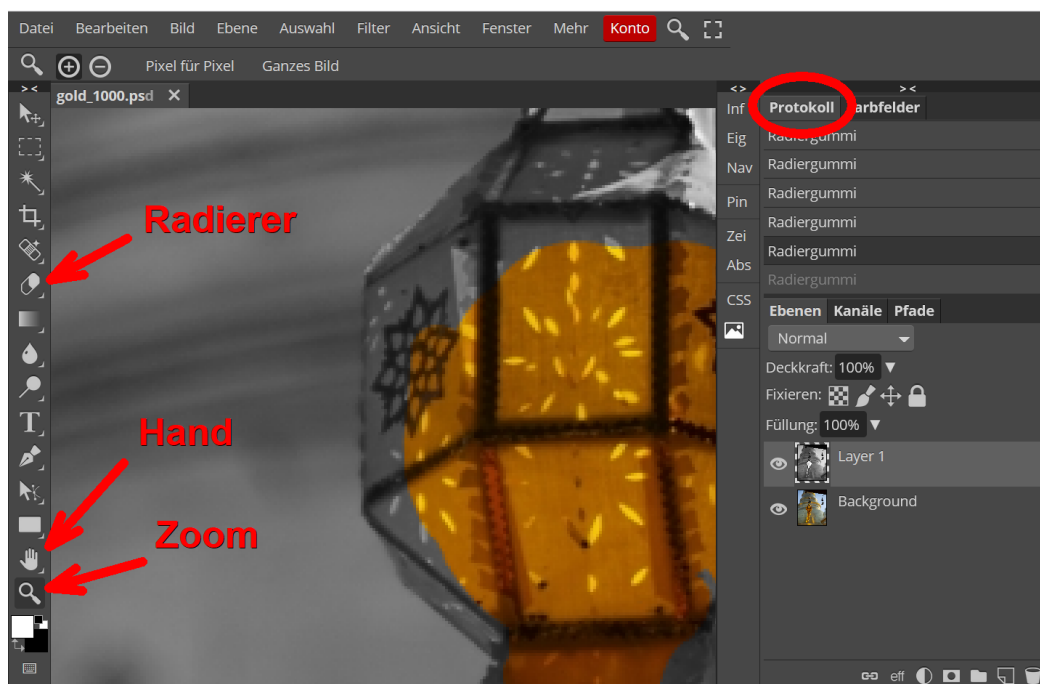 Datei Bearbeiten Bild Ebene Auswahl Filter Ansicht Fenster Mehr Konto
Pixel für Pixel Ganzes Bild
gold_1000.psd
Radierer
Hand
Zoom
Inf
Eig
Nav
Pin
Zei
Abs
CSS
Protokoll arbfelder
Radiergummi
Radiergummi
Radiergummi
Radiergummi
Radiergummi
Radiergummi
Ebenen Kanäle Pfade
Normal
Deckkraft: 100%
Fixieren:
Füllung: 100%
Layer 1
Background
eff